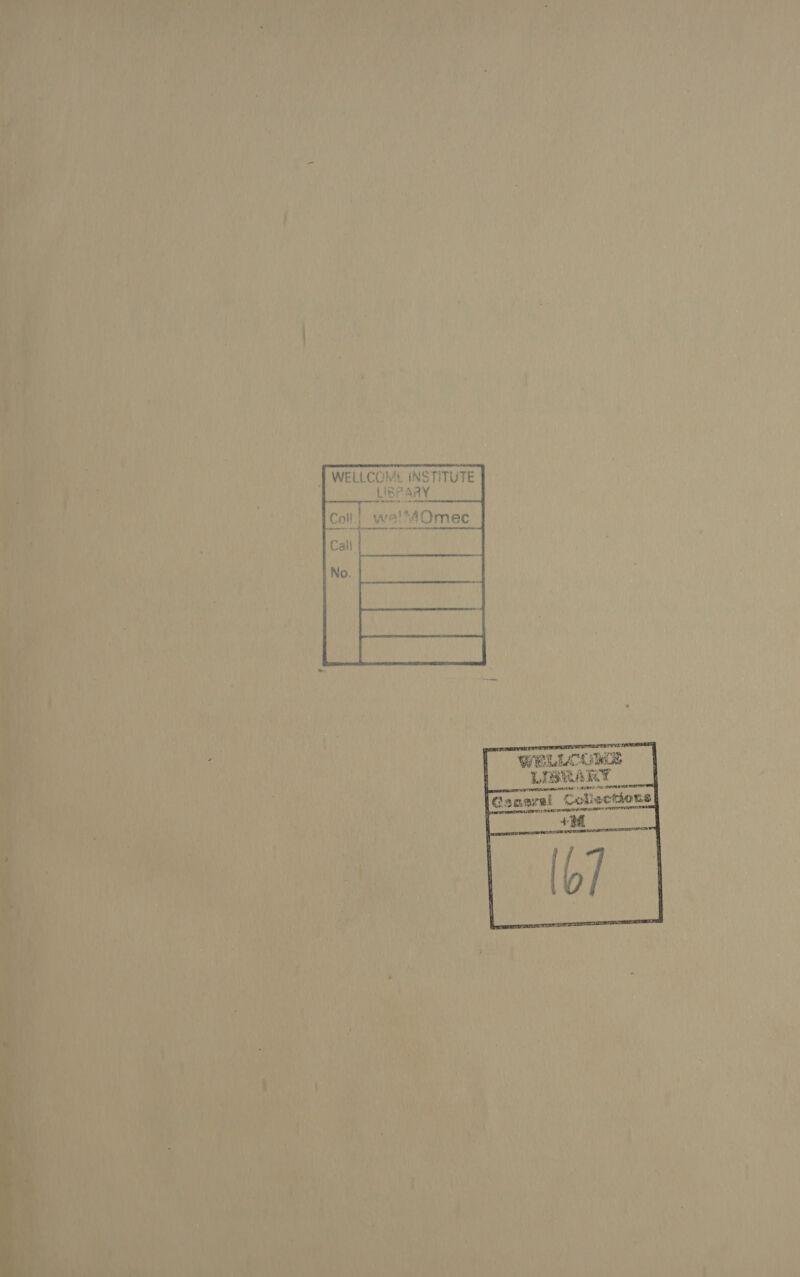 WELLCOME INSTITUTE
LIBRARY
Coll. welMOmec
Call
No.
WELLCOME
LIBRARY
General Collections
+M
167